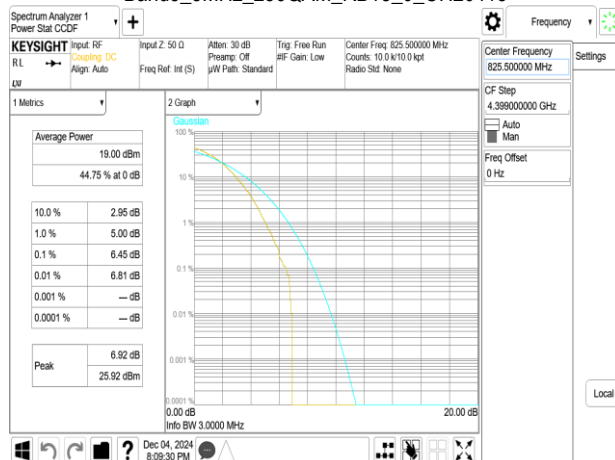 Spectrum Analyzer 1
Power Stat CCDF
Frequency
KEYSIGHT
RL
Input: RF
Coupling: DC
Align: Auto
Input Z: 50 Ω
Freq Ref: Int (S)
Atten: 30 dB
Preamp: Off
µW Path: Standard
Trig: Free Run
#IF Gain: Low
Center Freq: 825.500000 MHz
Counts: 10.0 k/10.0 kpt
Radio Std: None
Center Frequency
825.500000 MHz
Settings
CF Step
4.399000000 GHz
Auto
Man
Freq Offset
0 Hz
Local
1 Metrics
Average Power
19.00 dBm
44.75 % at 0 dB
10.0 % 2.95 dB
1.0 % 5.00 dB
0.1 % 6.45 dB
0.01 % 6.81 dB
0.001 % --- dB
0.0001 % --- dB
Peak
6.92 dB
25.92 dBm
2 Graph
Gaussian
100 %
10 %
1 %
0.1 %
0.01 %
0.001 %
0.0001 %
0.00 dB 20.00 dB
Info BW 3.0000 MHz
?
Dec 04, 2024
8:09:30 PM